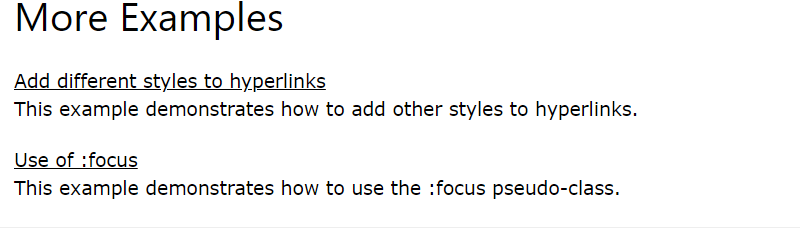 More Examples
Add different styles to hyperlinks
This example demonstrates how to add other styles to hyperlinks.
Use of :focus
This example demonstrates how to use the :focus pseudo-class.